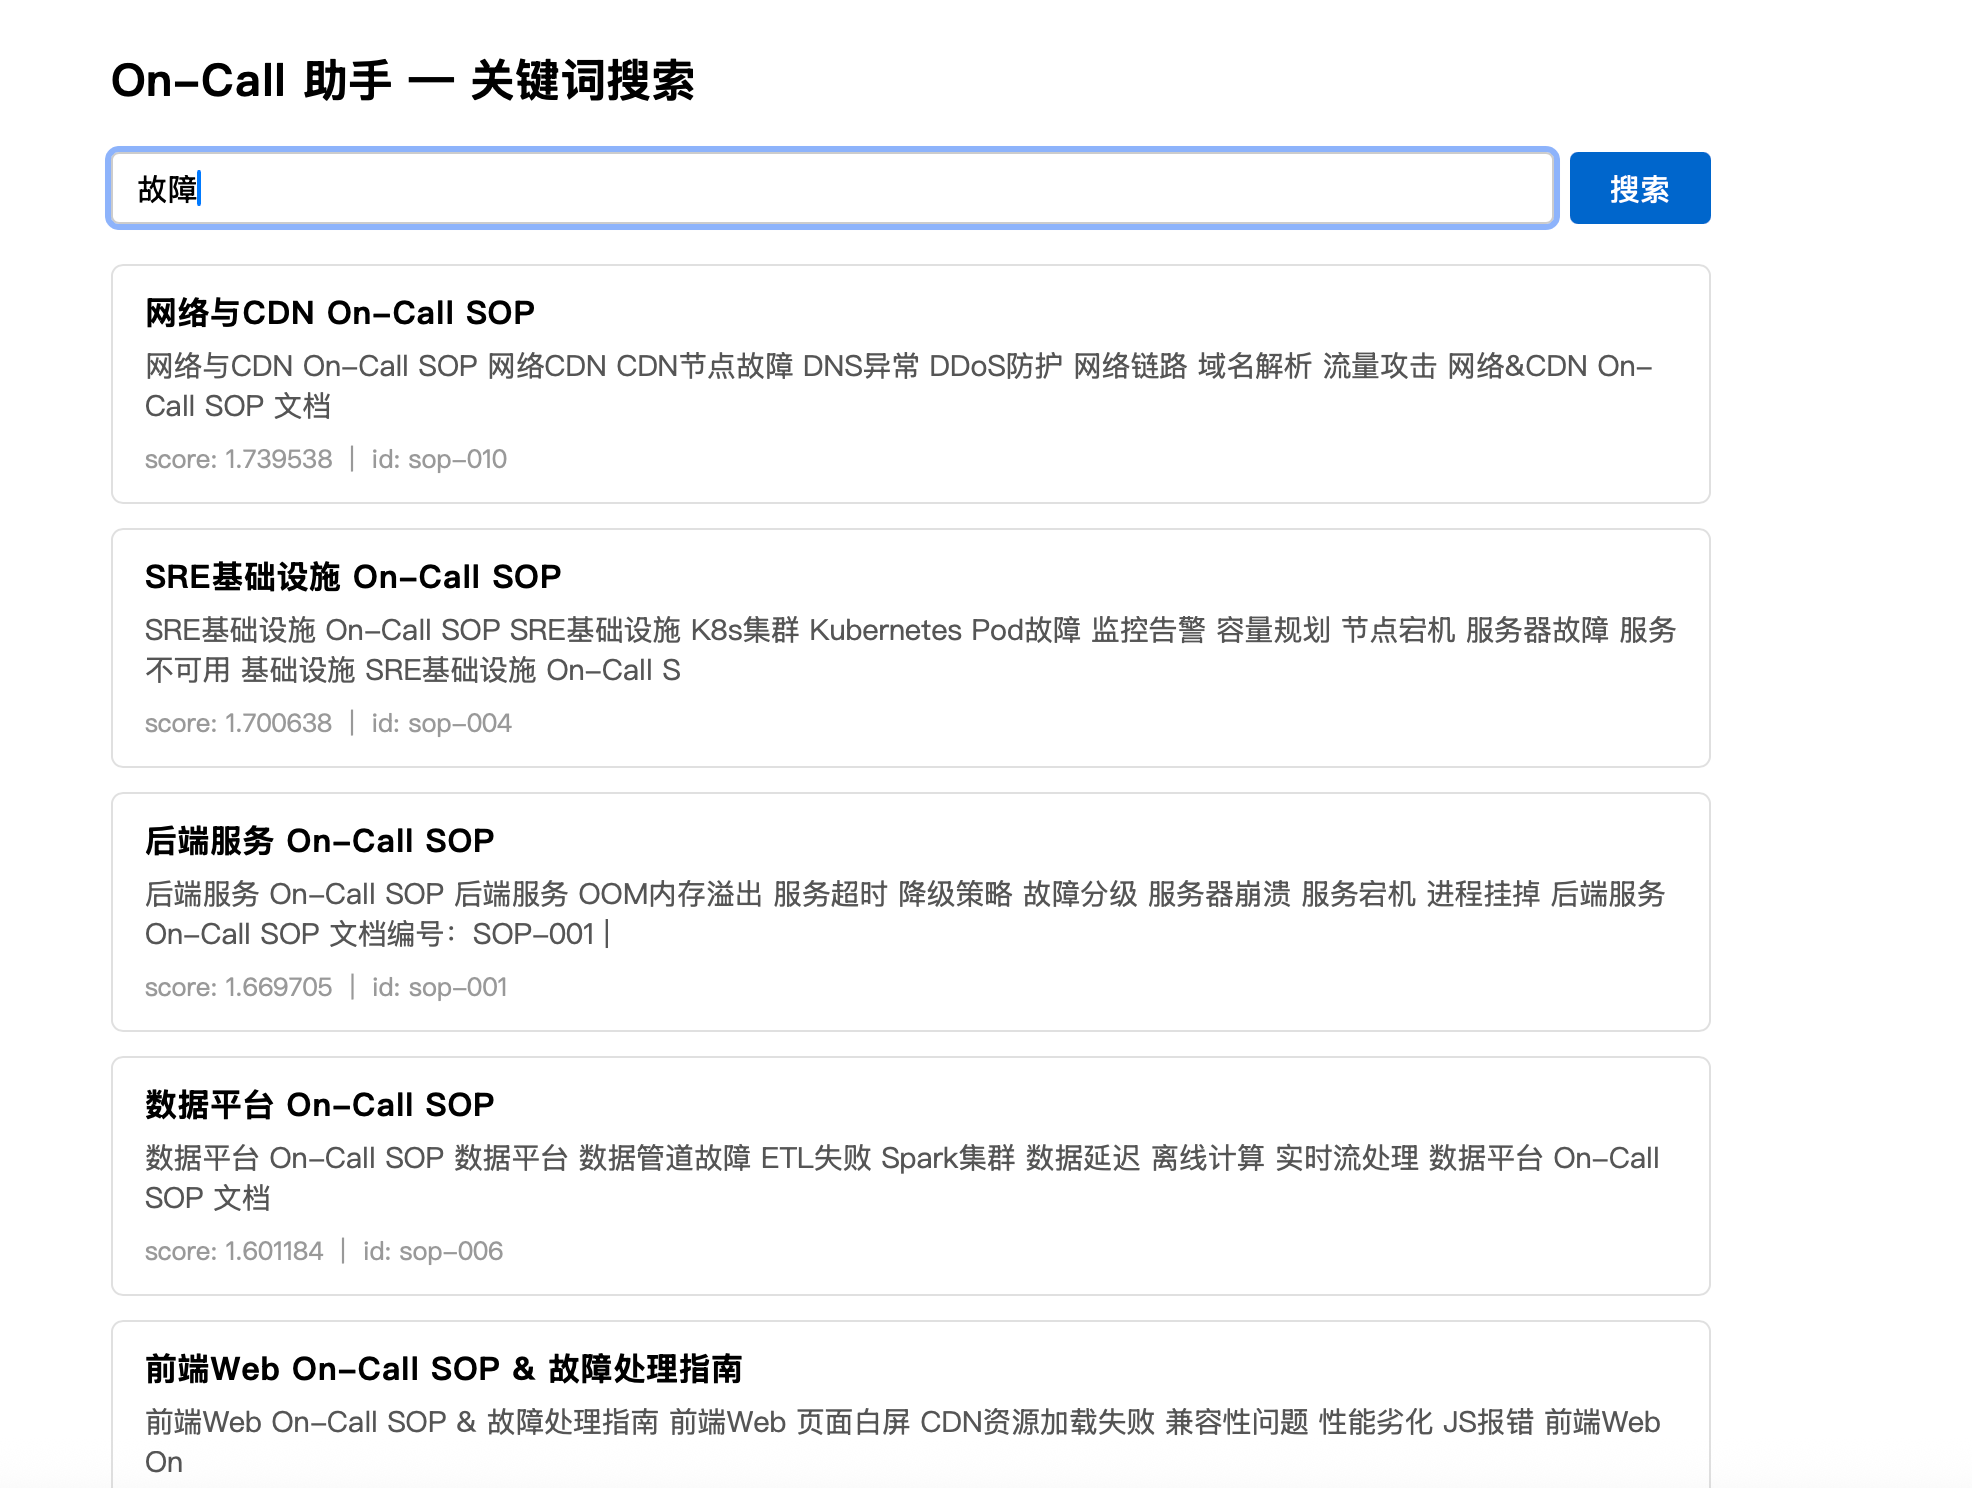 On-Call 助手 — 关键词搜索
故障
搜索
网络与CDN On-Call SOP
网络与CDN On-Call SOP 网络CDN CDN节点故障 DNS异常 DDoS防护 网络链路 域名解析 流量攻击 网络&CDN On-
Call SOP 文档
score: 1.739538 | id: sop-010
SRE基础设施 On-Call SOP
SRE基础设施 On-Call SOP SRE基础设施 K8s集群 Kubernetes Pod故障 监控告警 容量规划 节点宕机 服务器故障 服务
不可用 基础设施 SRE基础设施 On-Call S
score: 1.700638 | id: sop-004
后端服务 On-Call SOP
后端服务 On-Call SOP 后端服务 OOM内存溢出 服务超时 降级策略 故障分级 服务器崩溃 服务宕机 进程挂掉 后端服务
On-Call SOP 文档编号：SOP-001 |
score: 1.669705 | id: sop-001
数据平台 On-Call SOP
数据平台 On-Call SOP 数据平台 数据管道故障 ETL失败 Spark集群 数据延迟 离线计算 实时流处理 数据平台 On-Call
SOP 文档
score: 1.601184 | id: sop-006
前端Web On-Call SOP & 故障处理指南
前端Web On-Call SOP & 故障处理指南 前端Web 页面白屏 CDN资源加载失败 兼容性问题 性能劣化 JS报错 前端Web
On